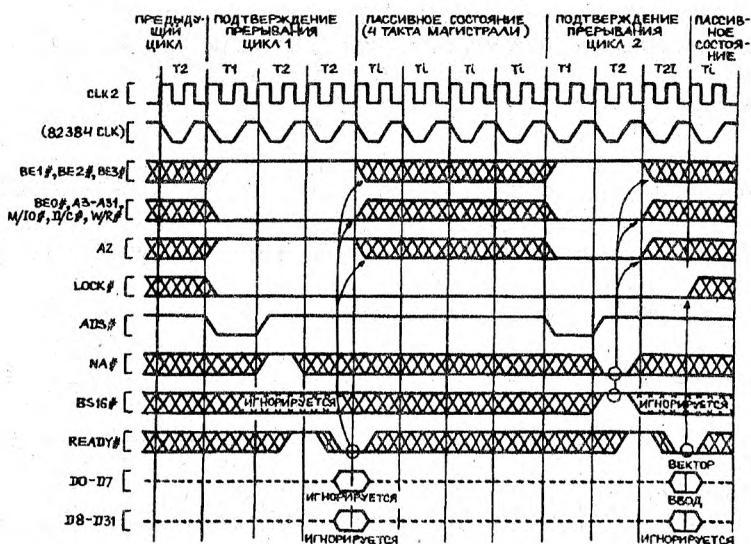 ПРЕДЫДУ-
ЩИЙ
ЦИКЛ
ПОДТВЕРЖДЕНИЕ
ПРЕРЫВАНИЯ
ЦИКЛ 1
ПАССИВНОЕ СОСТОЯНИЕ
(4 ТАКТА МАГИСТРАЛИ)
ПОДТВЕРЖДЕНИЕ
ПРЕРЫВАНИЯ
ЦИКЛ 2
ПАССИВ-
НОЕ
СОСТОЯ-
НИЕ
T2 T1 T2 T2 Ti Ti Ti Ti T1 T2 T2I Ti
CLK2 [
(82384 CLK) [
BE1#, BE2#, BE3# [
BE0#, A3-A31,
M/IO#, D/C#, W/R# [
A2 [
LOCK# [
ADS# [
NA# [
BS16# [ ИГНОРИРУЕТСЯ ИГНОРИРУЕТСЯ
READY# [
ВЕКТОР
D0-D7 [
ИГНОРИРУЕТСЯ ВВОД
D8-D31 [
ИГНОРИРУЕТСЯ ИГНОРИРУЕТСЯ